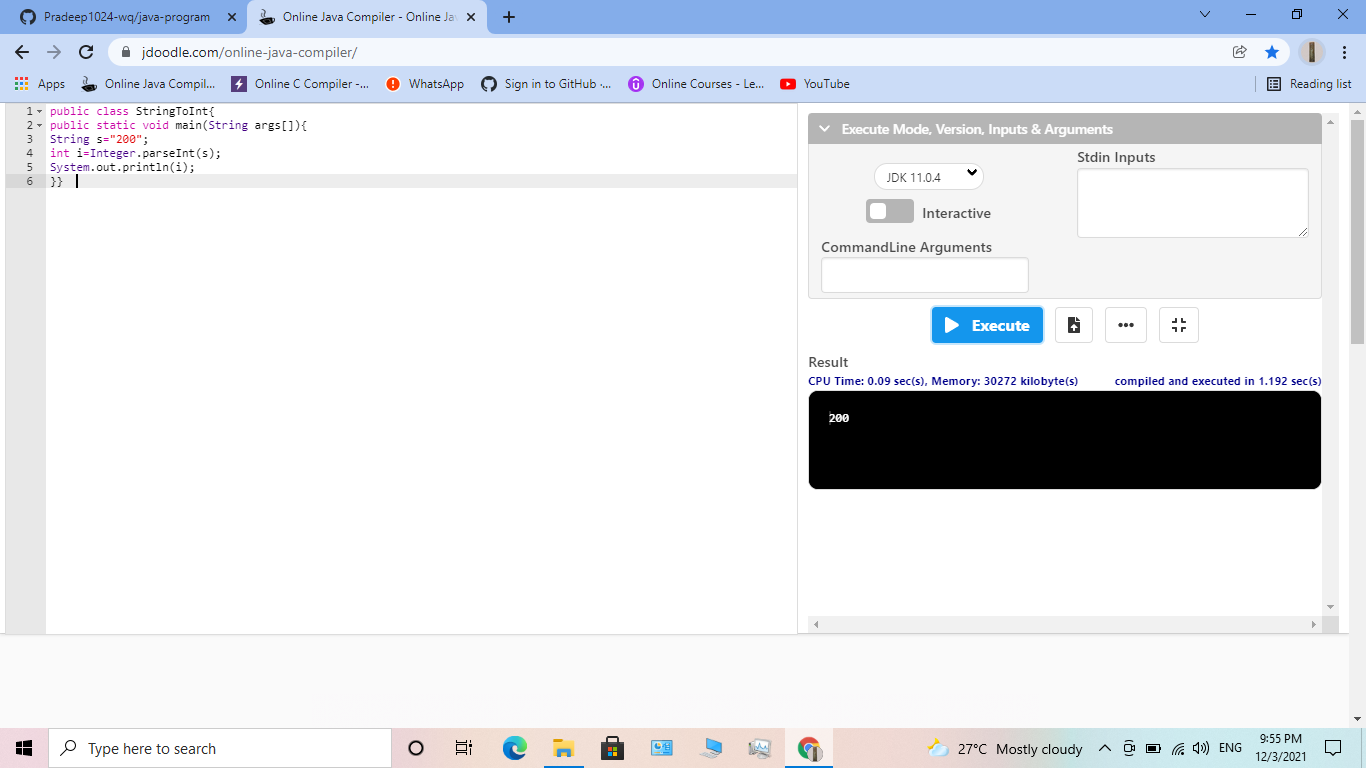 Pradeep1024-wq/java-program
Online Java Compiler - Online Ja
jdoodle.com/online-java-compiler/
Apps
Online Java Compil...
Online C Compiler -...
WhatsApp
Sign in to GitHub ·...
Online Courses - Le...
YouTube
Reading list
1 public class StringToInt{
2 public static void main(String args[]){
3 String s="200";
4 int i=Integer.parseInt(s);
5 System.out.println(i);
6 }}
Execute Mode, Version, Inputs & Arguments
JDK 11.0.4
Interactive
Stdin Inputs
CommandLine Arguments
Execute
Result
CPU Time: 0.09 sec(s), Memory: 30272 kilobyte(s)
compiled and executed in 1.192 sec(s)
200
Type here to search
27°C Mostly cloudy
ENG
9:55 PM
12/3/2021